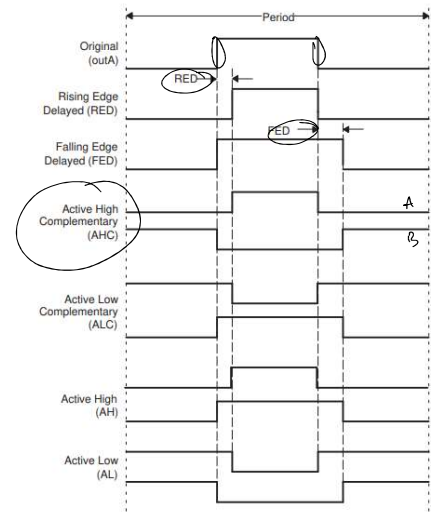 Period
Original
(outA)
RED
Rising Edge
Delayed (RED)
FED
Falling Edge
Delayed (FED)
Active High
Complementary
(AHC)
A
B
Active Low
Complementary
(ALC)
Active High
(AH)
Active Low
(AL)